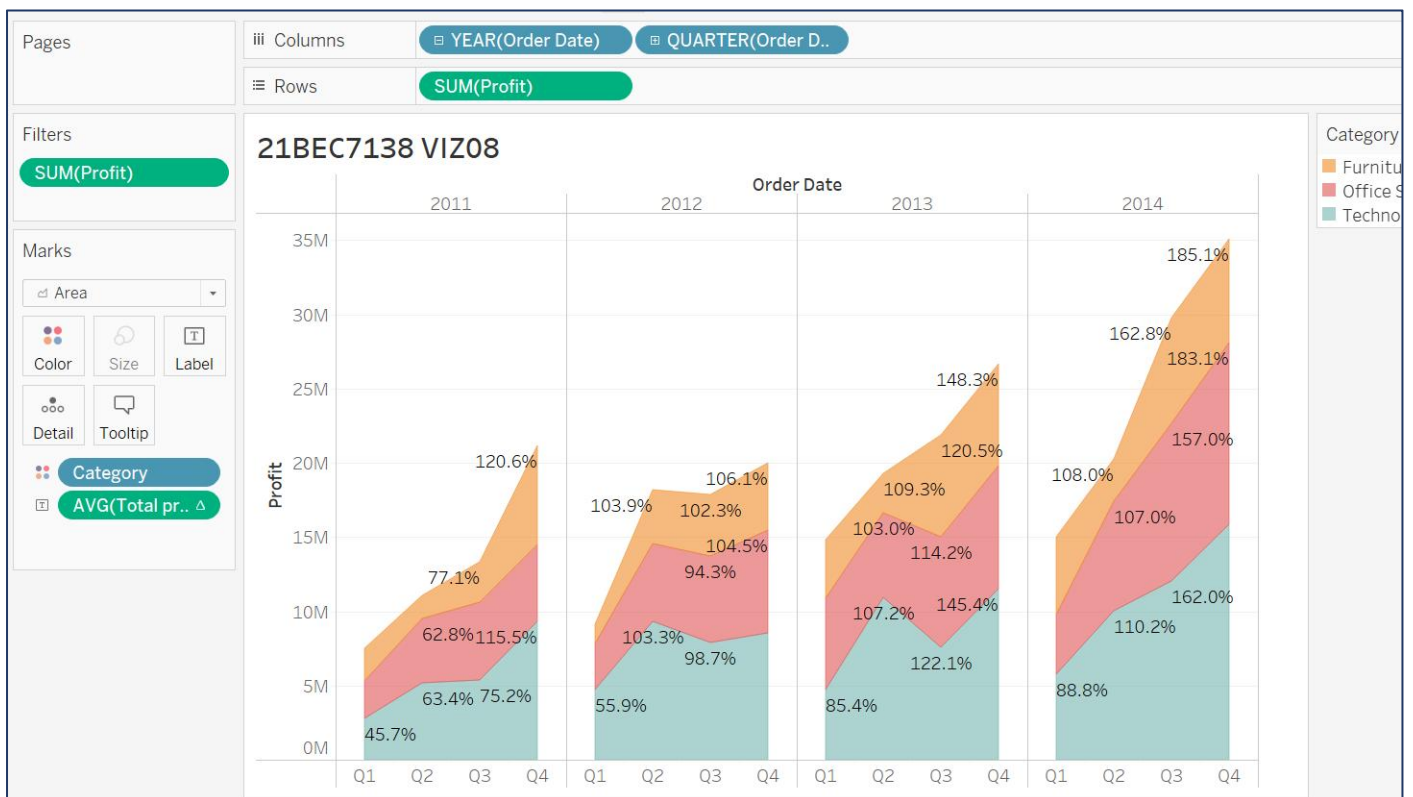 Pages
iii Columns
⊟ YEAR(Order Date)
⊞ QUARTER(Order D..
Rows
SUM(Profit)
Filters
SUM(Profit)
Marks
Area
Color
Size
T
Label
Detail
Tooltip
Category
T
AVG(Total pr.. Δ
21BEC7138 VIZ08
Order Date
2011 2012 2013 2014
Profit
35M
30M
25M
20M
15M
10M
5M
0M
120.6%
77.1%
62.8% 115.5%
63.4% 75.2%
45.7%
106.1%
103.9% 102.3%
104.5%
94.3%
103.3%
98.7%
55.9%
148.3%
120.5%
109.3%
103.0%
114.2%
107.2% 145.4%
122.1%
85.4%
185.1%
162.8%
183.1%
157.0%
108.0%
107.0%
162.0%
110.2%
88.8%
Q1 Q2 Q3 Q4 Q1 Q2 Q3 Q4 Q1 Q2 Q3 Q4 Q1 Q2 Q3 Q4
Category
Furnitu
Office S
Techno